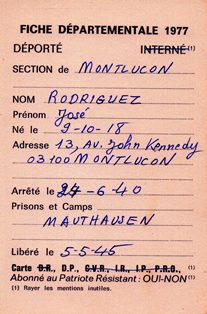 FICHE DÉPARTEMENTALE 1977
DÉPORTÉ INTERNÉ (1)
SECTION de MONTLUCON
NOM RODRIGUEZ
Prénom José
Né le 9-10-18
Adresse 13, Av. John Kennedy
03100 MONTLUCON
Arrêté le 24-6-40
Prisons et Camps
MAUTHAUSEN
Libéré le 5-5-45
Carte D.R., D.P., C.V.R., I.R., I.P., P.R.O., (1)
Abonné au Patriote Résistant : OUI-NON (1)
(1) Rayer les mentions inutiles.